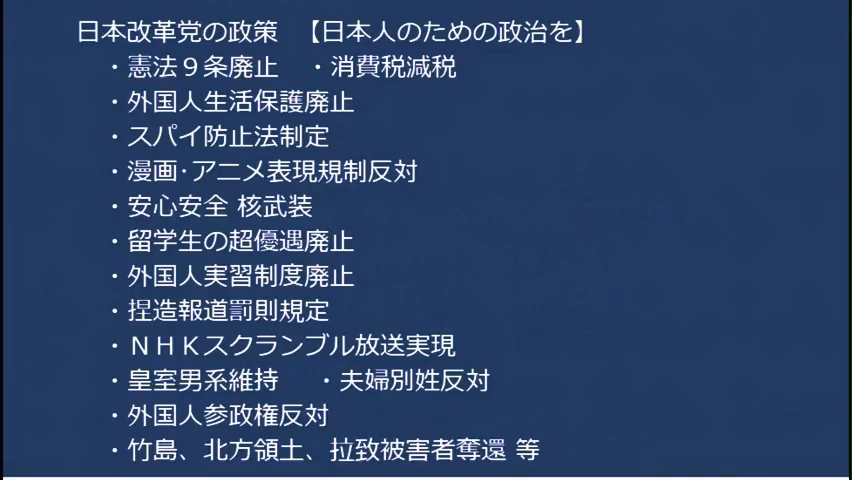 日本改革党の政策 【日本人のための政治を】
・憲法９条廃止 ・消費税減税
・外国人生活保護廃止
・スパイ防止法制定
・漫画･アニメ表現規制反対
・安心安全 核武装
・留学生の超優遇廃止
・外国人実習制度廃止
・捏造報道罰則規定
・ＮＨＫスクランブル放送実現
・皇室男系維持 ・夫婦別姓反対
・外国人参政権反対
・竹島、北方領土、拉致被害者奪還 等